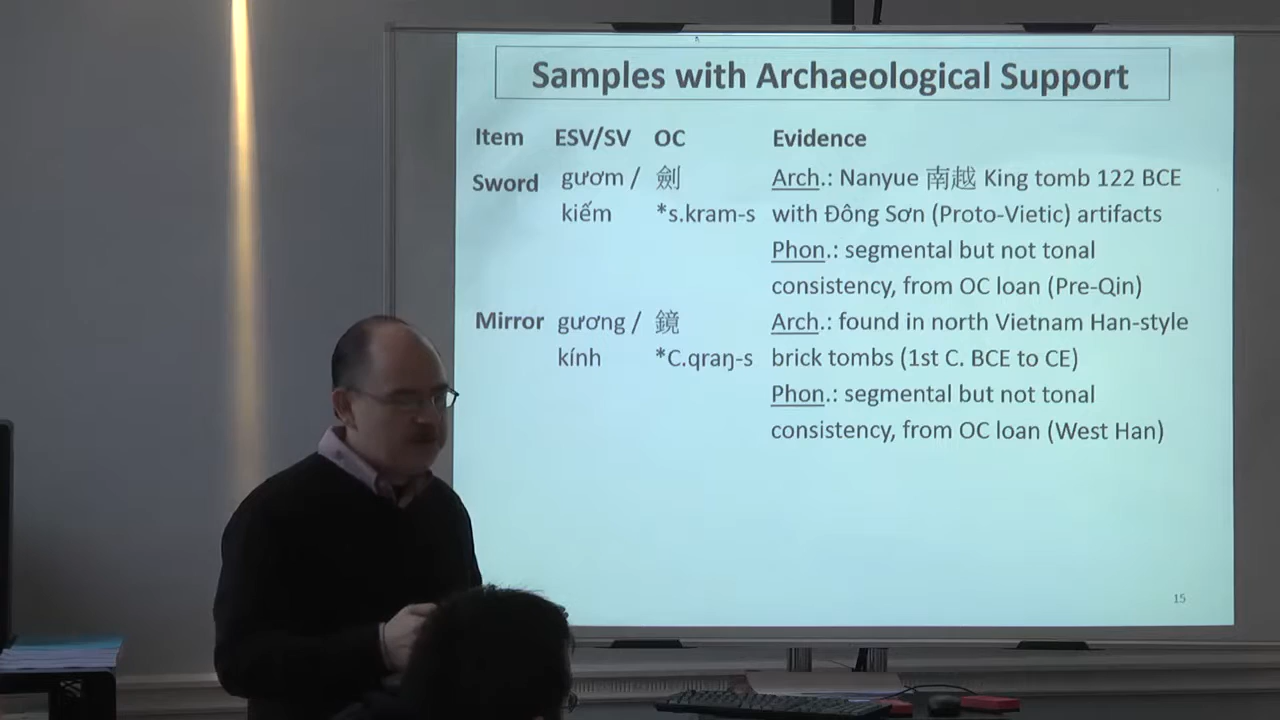 Samples with Archaeological Support
Item ESV/SV OC Evidence
Sword gươm / 劍 Arch.: Nanyue 南越 King tomb 122 BCE
kiếm *s.kram-s with Đông Sơn (Proto-Vietic) artifacts
Phon.: segmental but not tonal
consistency, from OC loan (Pre-Qin)
Mirror gương / 鏡 Arch.: found in north Vietnam Han-style
kính *C.qraŋ-s brick tombs (1st C. BCE to CE)
Phon.: segmental but not tonal
consistency, from OC loan (West Han)
15